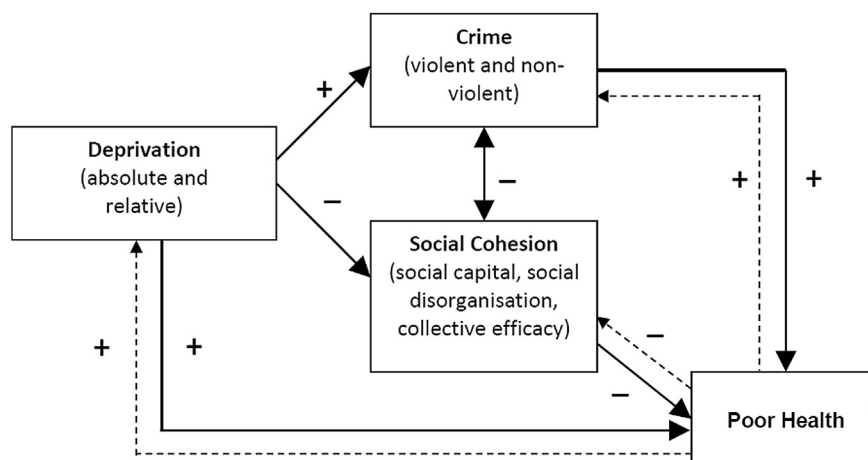 Crime
(violent and non-
violent)
+
Deprivation
(absolute and
relative)
–
–
+
+
Social Cohesion
(social capital, social
disorganisation,
collective efficacy)
+
+
–
–
Poor Health